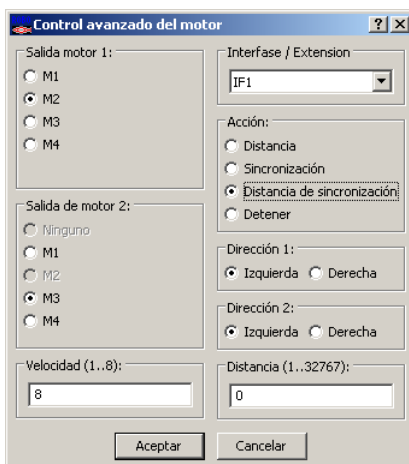 Control avanzado del motor
Salida motor 1:
M1
M2
M3
M4
Salida de motor 2:
Ninguno
M1
M2
M3
M4
Velocidad (1..8):
8
Interfase / Extension
IF1
Acción:
Distancia
Sincronización
Distancia de sincronización
Detener
Dirección 1:
Izquierda Derecha
Dirección 2:
Izquierda Derecha
Distancia (1..32767):
0
Aceptar Cancelar